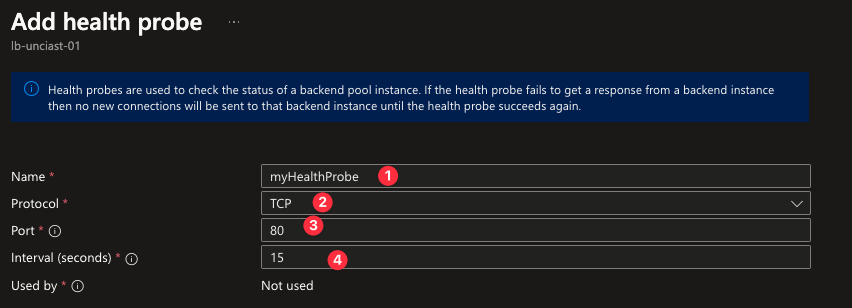 Add health probe ...
lb-unciast-01
Health probes are used to check the status of a backend pool instance. If the health probe fails to get a response from a backend instance
then no new connections will be sent to that backend instance until the health probe succeeds again.
Name * myHealthProbe 1
Protocol * TCP 2
Port * 80 3
Interval (seconds) * 15 4
Used by * Not used